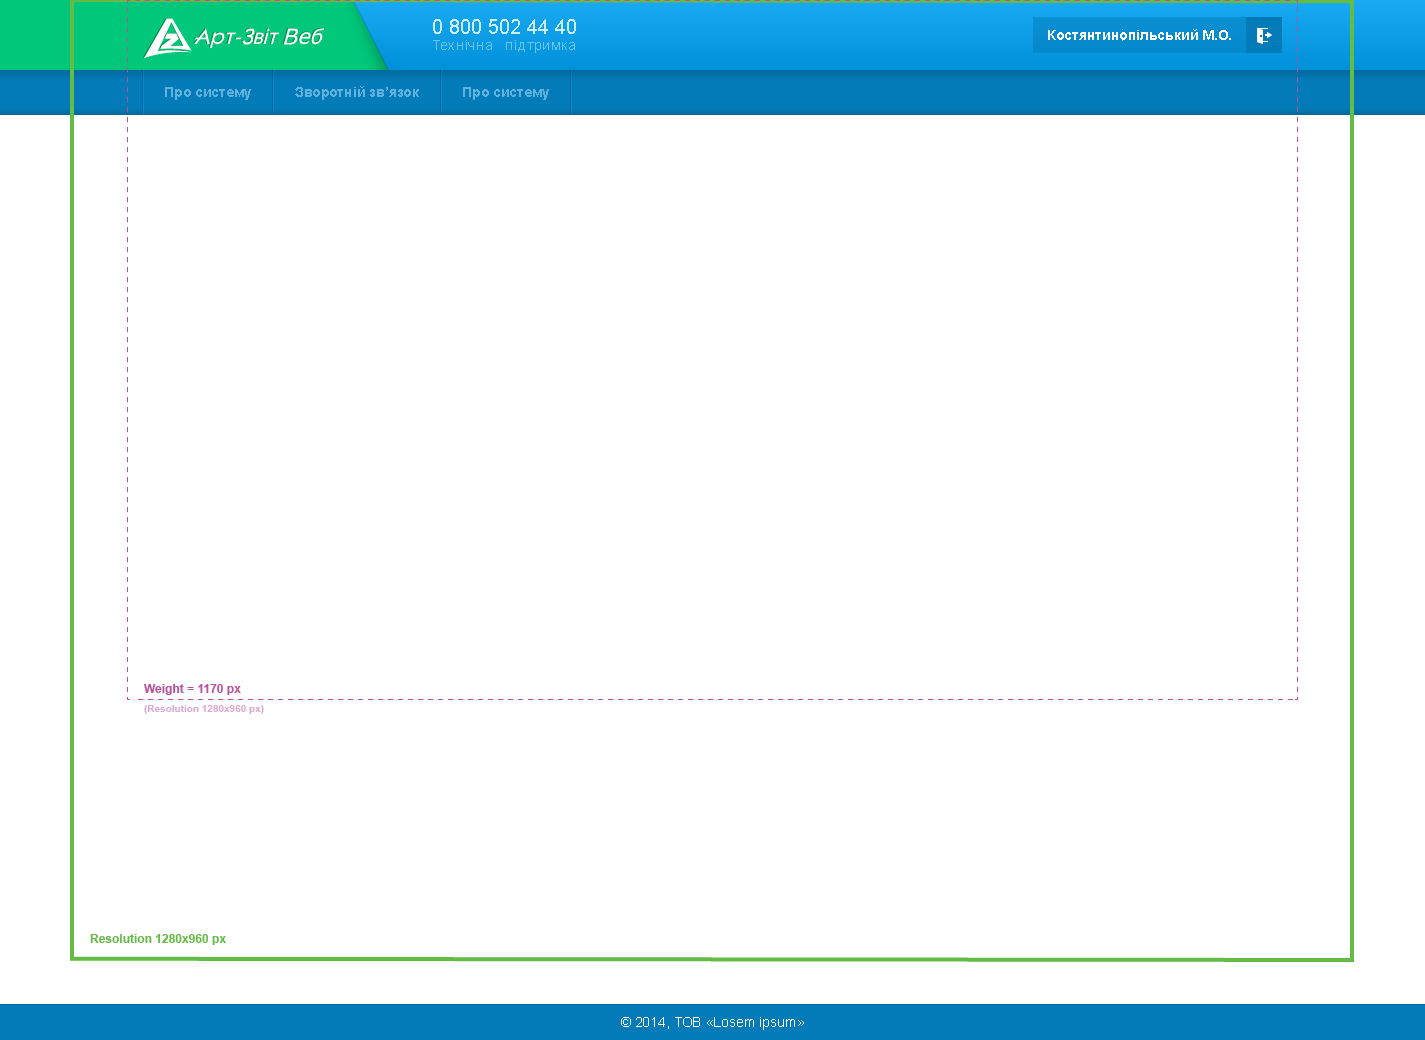 Арт-Звіт Веб
0 800 502 44 40
Технічна підтримка
Костянтинопільський М.О.
Про систему
Зворотній зв'язок
Про систему
Weight = 1170 px
(Resolution 1280x960 px)
Resolution 1280x960 px
© 2014, ТОВ «Losem ipsum»